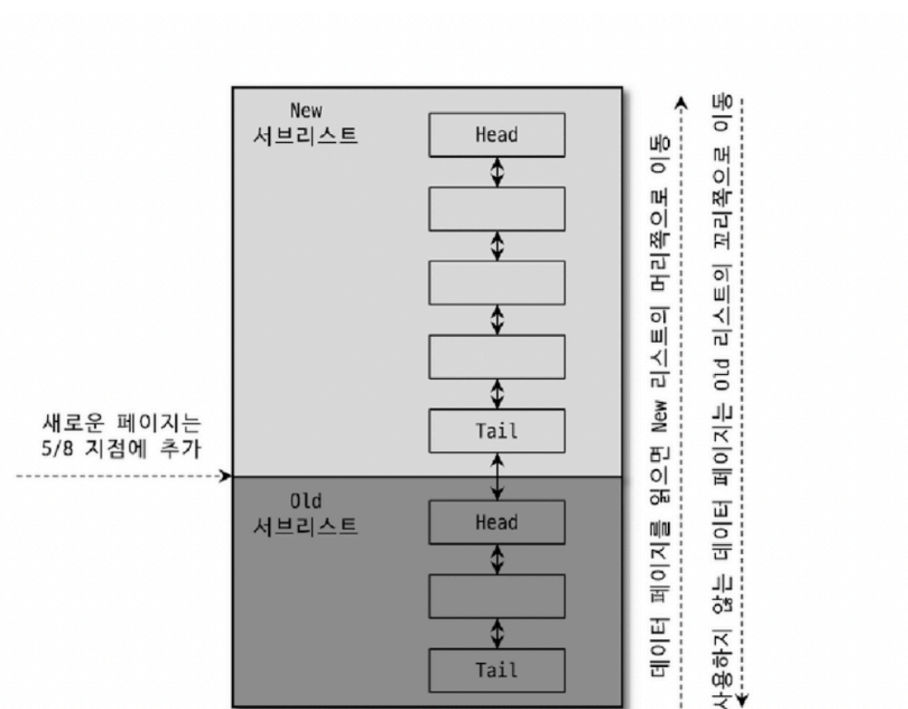 New
서브리스트
Head
Tail
새로운 페이지는
5/8 지점에 추가
Old
서브리스트
Head
Tail
데이터 페이지를 읽으면 New 리스트의 머리쪽으로 이동
사용하지 않는 데이터 페이지는 Old 리스트의 꼬리쪽으로 이동